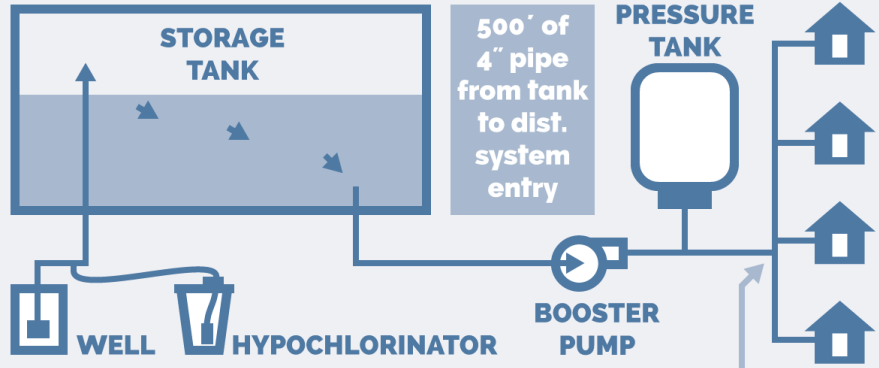 STORAGE
TANK
500´ of
4˝ pipe
from tank
to dist.
system
entry
PRESSURE
TANK
WELL
HYPOCHLORINATOR
BOOSTER
PUMP